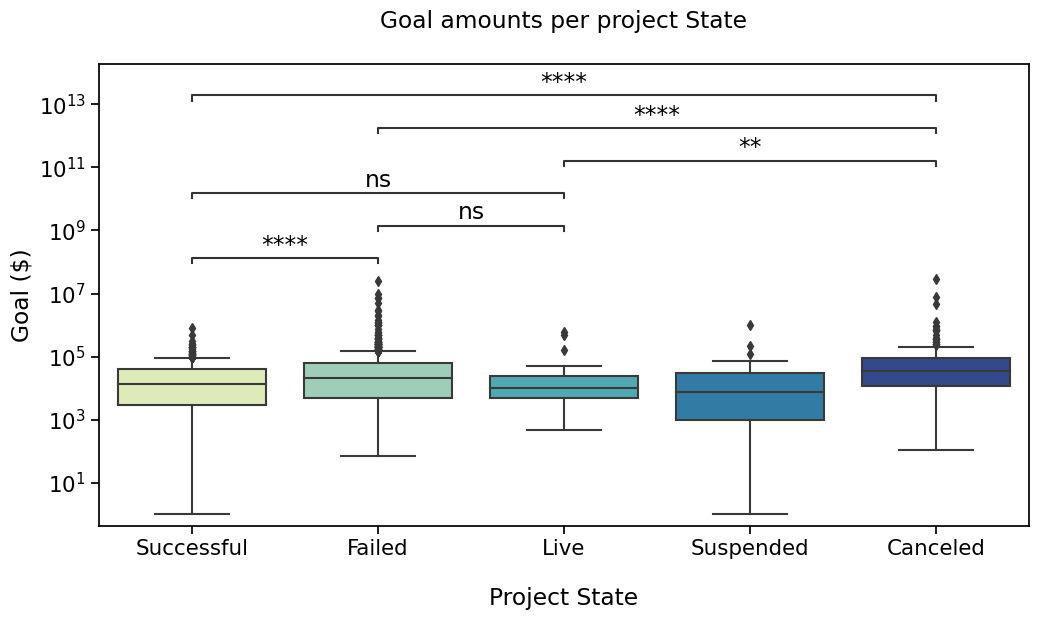 Goal amounts per project State
****
****
**
ns
ns
****
Goal ($)
10^13
10^11
10^9
10^7
10^5
10^3
10^1
Successful Failed Live Suspended Canceled
Project State